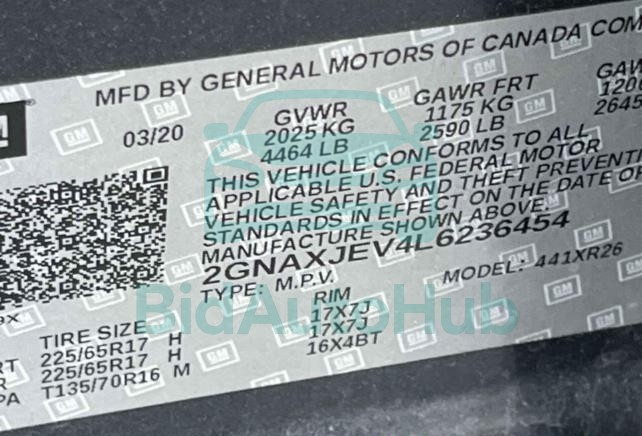 MFD BY GENERAL MOTORS OF CANADA COM
03/20
GVWR
2025 KG
4464 LB
GAWR FRT
1175 KG
2590 LB
GAW
120
2645
THIS VEHICLE CONFORMS TO ALL
APPLICABLE U.S. FEDERAL MOTOR
VEHICLE SAFETY AND THEFT PREVENTI
STANDARDS IN EFFECT ON THE DATE OF
MANUFACTURE SHOWN ABOVE.
2GNAXJEV4L6236454
TYPE: M.P.V.
MODEL: 441XR26
TIRE SIZE
RIM
225/65R17 H
17X7J
225/65R17 H
17X7J
T135/70R16 M
16X4BT
BidAutoHub
GM